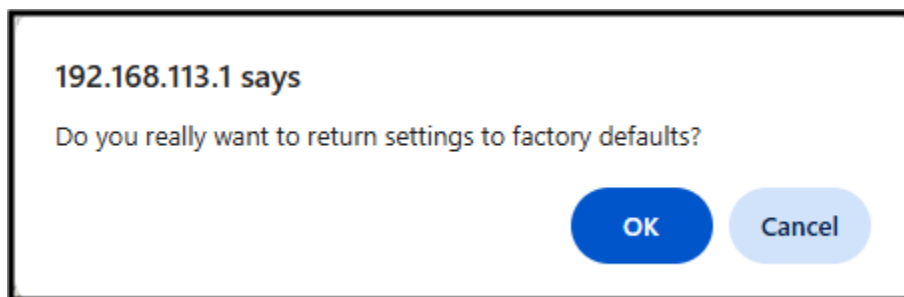 192.168.113.1 says
Do you really want to return settings to factory defaults?
OK
Cancel